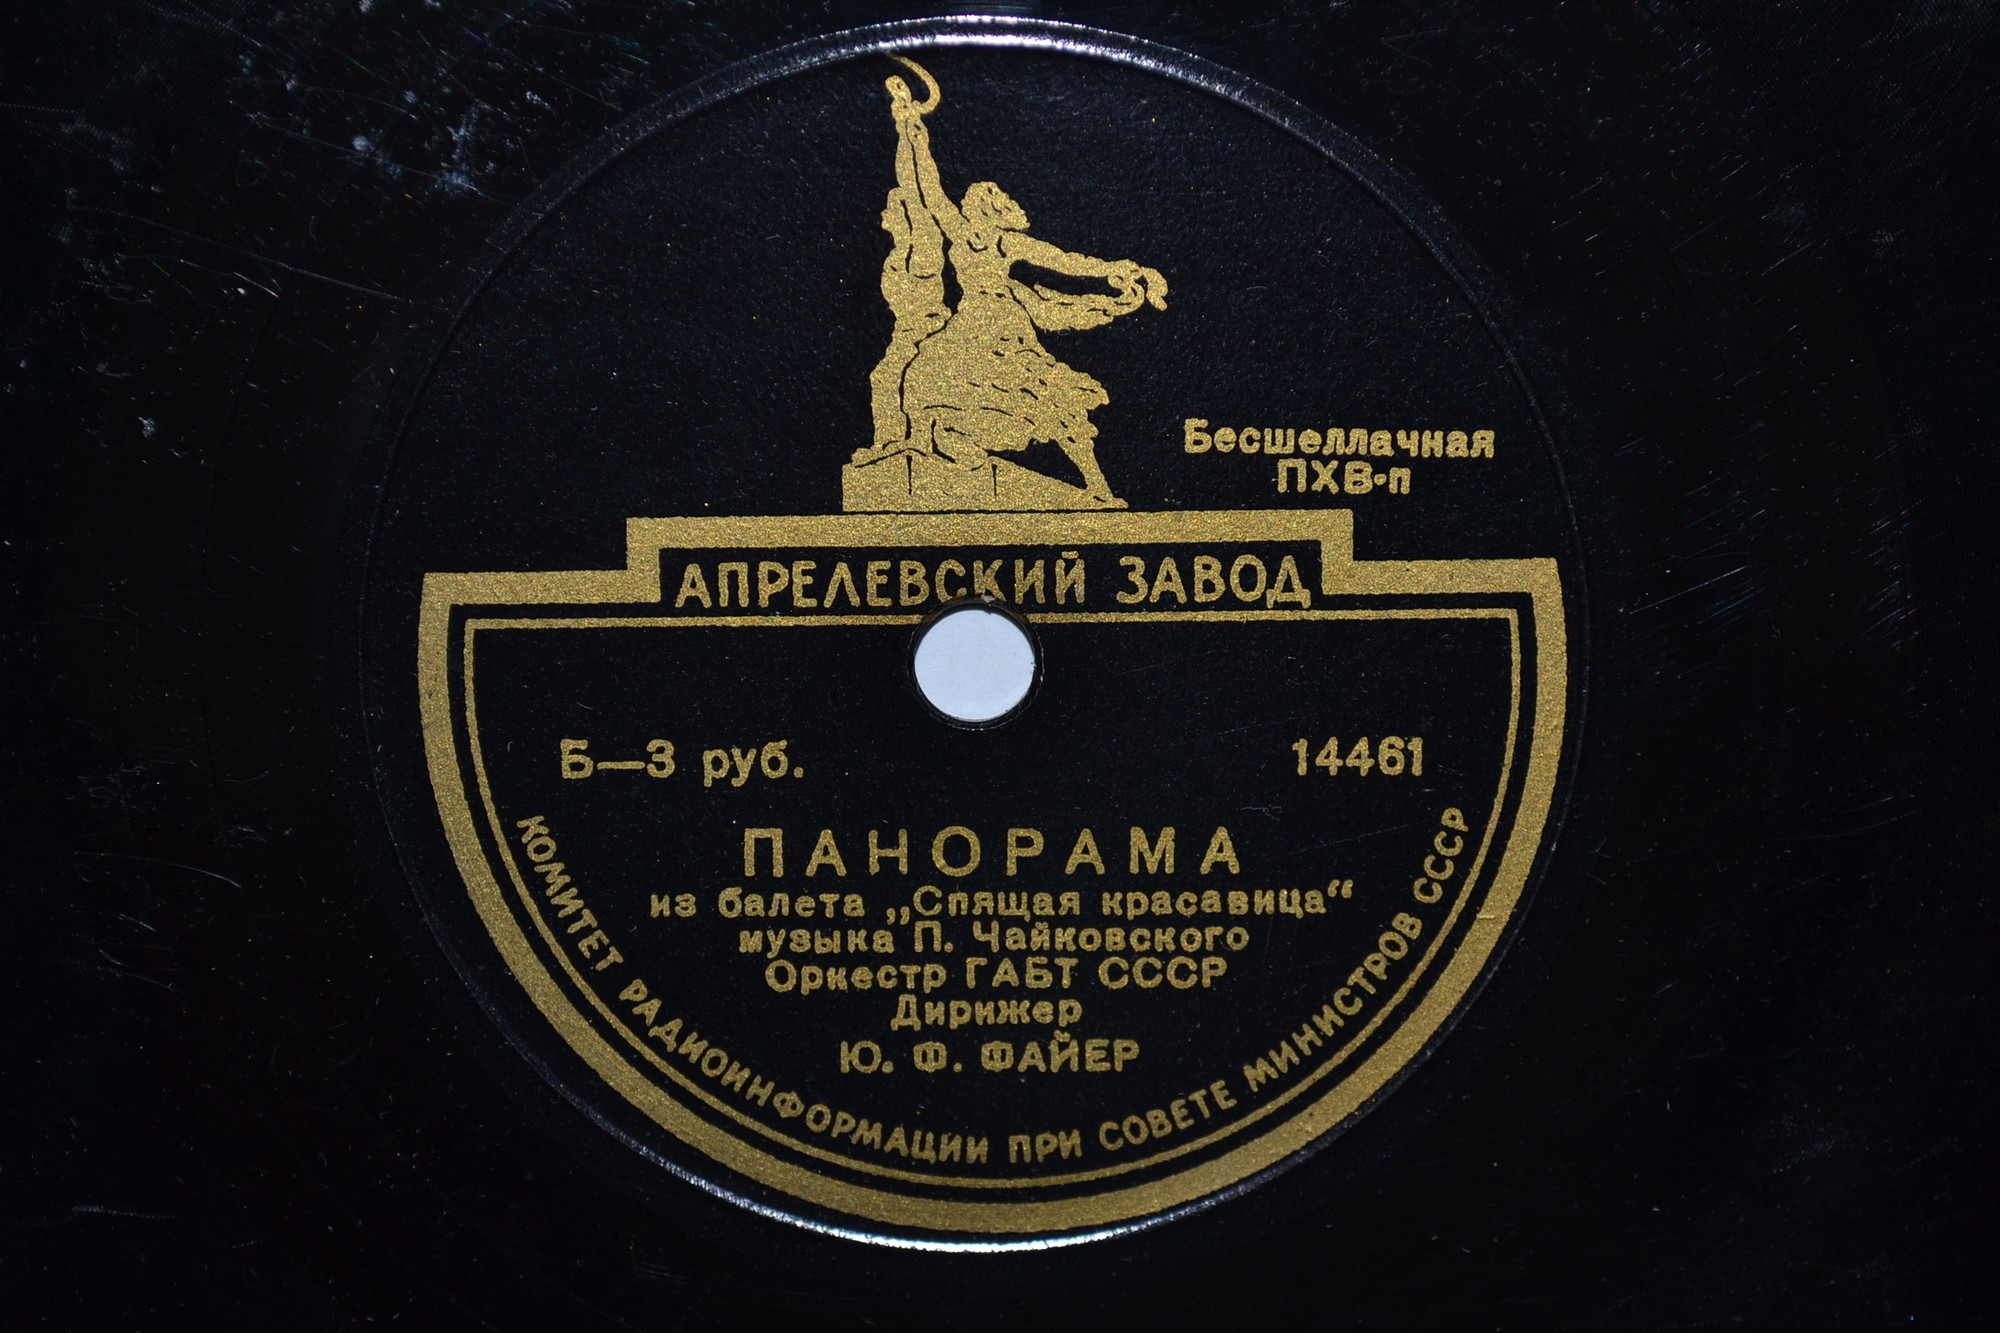 Бесшеллачная
ПХВ-п
АПРЕЛЕВСКИЙ ЗАВОД
Б—3 руб.
14461
ПАНОРАМА
из балета „Спящая красавица“
музыка П. Чайковского
Оркестр ГАБТ СССР
Дирижер
Ю. Ф. ФАЙЕР
КОМИТЕТ РАДИОИНФОРМАЦИИ ПРИ СОВЕТЕ МИНИСТРОВ СССР